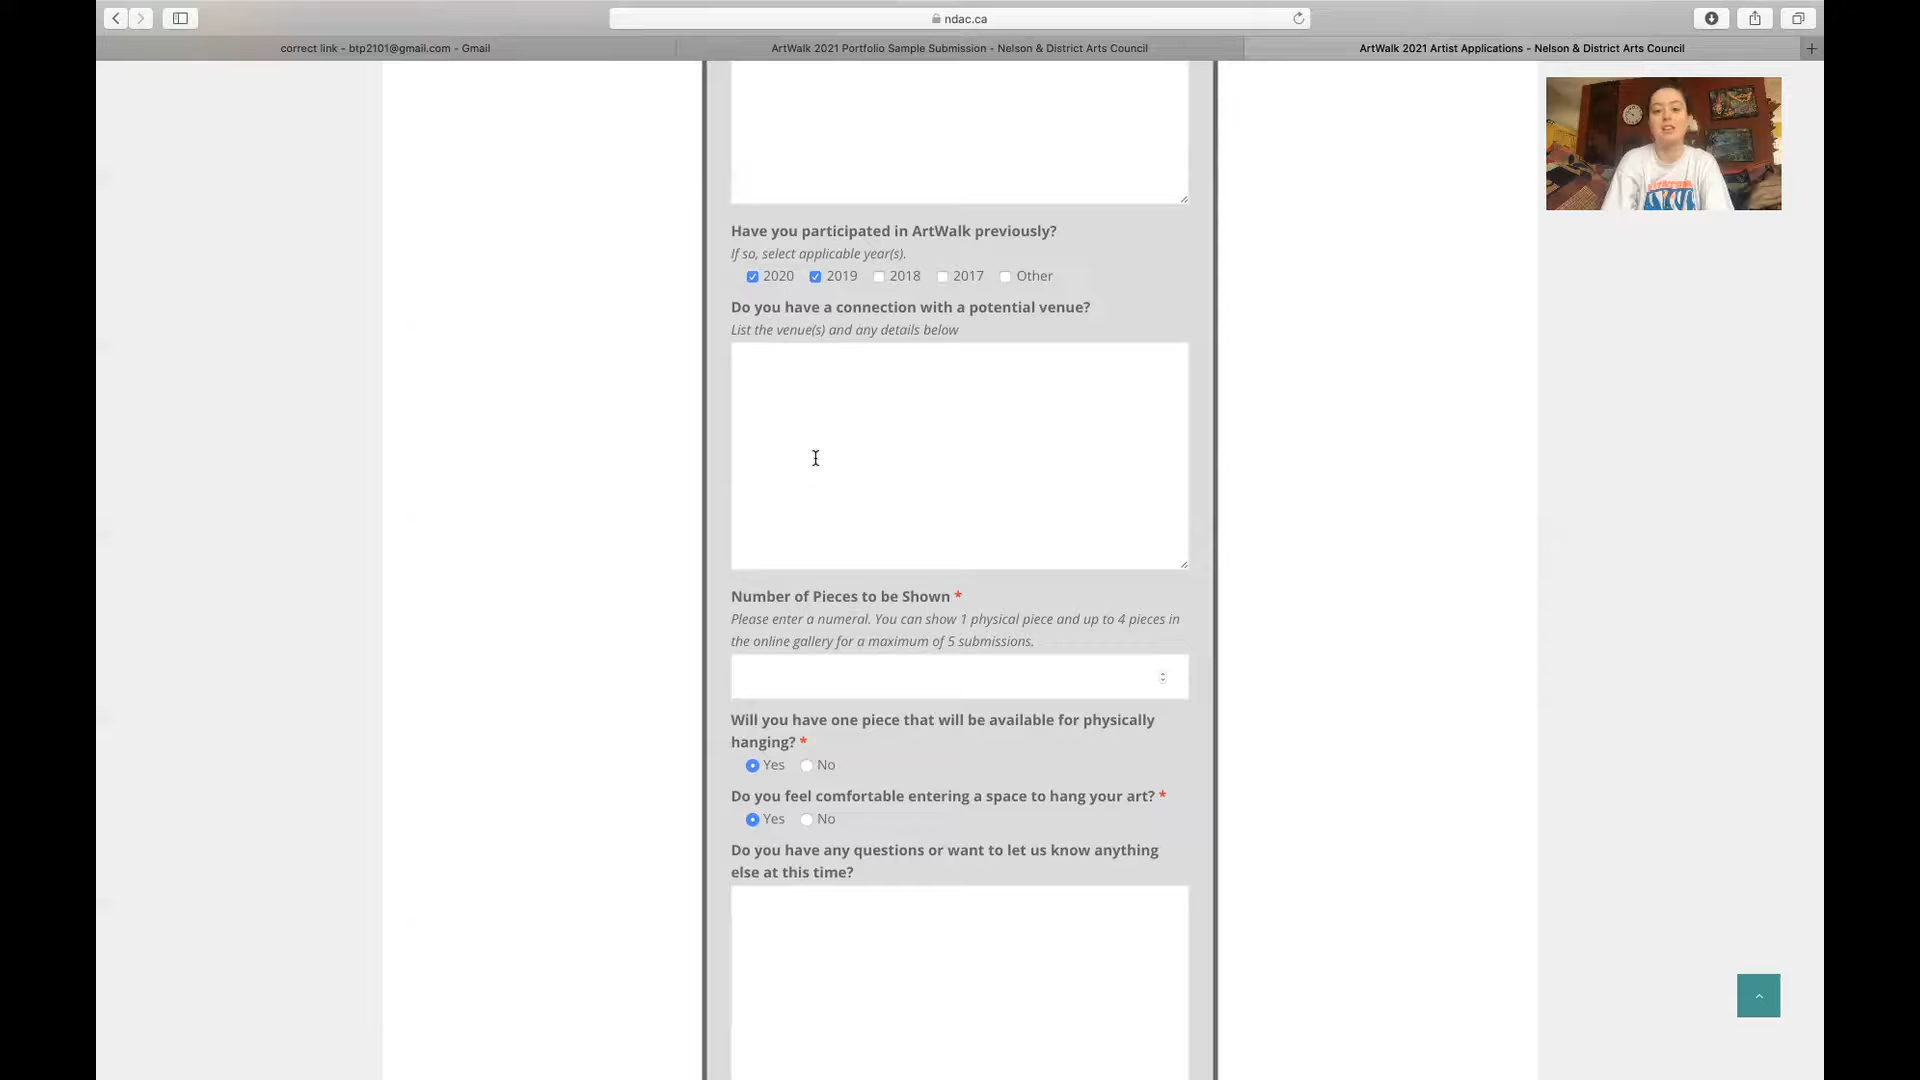 ndac.ca
correct link - btp2101@gmail.com - Gmail
ArtWalk 2021 Portfolio Sample Submission - Nelson & District Arts Council
ArtWalk 2021 Artist Applications - Nelson & District Arts Council
Have you participated in ArtWalk previously?
If so, select applicable year(s).
2020 2019 2018 2017 Other
Do you have a connection with a potential venue?
List the venue(s) and any details below
Number of Pieces to be Shown *
Please enter a numeral. You can show 1 physical piece and up to 4 pieces in
the online gallery for a maximum of 5 submissions.
Will you have one piece that will be available for physically
hanging? *
Yes No
Do you feel comfortable entering a space to hang your art? *
Yes No
Do you have any questions or want to let us know anything
else at this time?